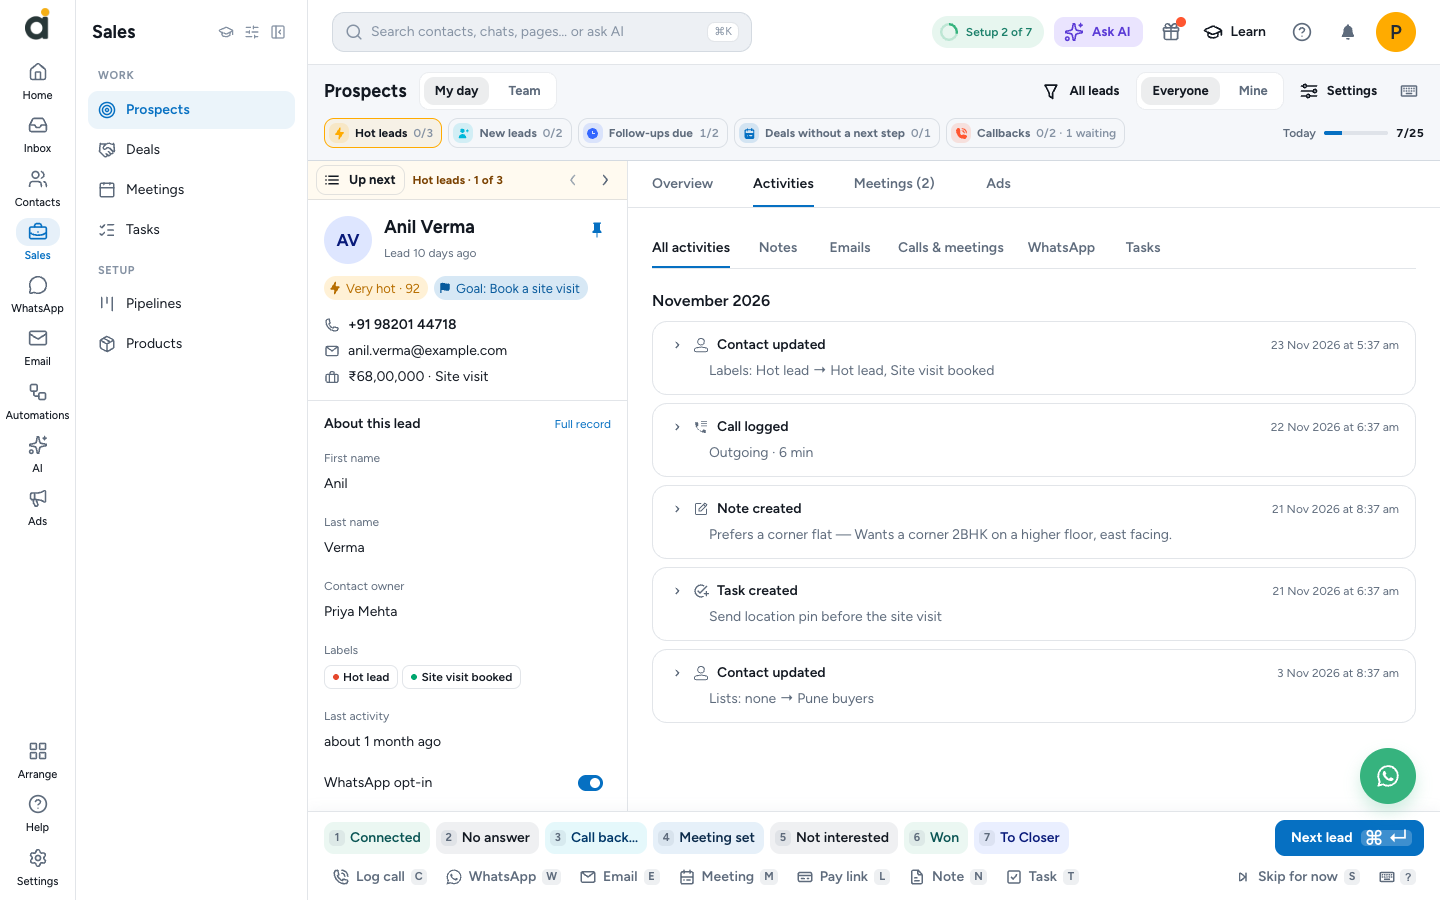 Home
Inbox
Contacts
Sales
WhatsApp
Email
Automations
AI
Ads
Arrange
Help
Settings
Sales
WORK
Prospects
Deals
Meetings
Tasks
SETUP
Pipelines
Products
Search contacts, chats, pages... or ask AI ⌘K
Setup 2 of 7
Ask AI
Learn
P
Prospects
My day Team
All leads
Everyone Mine
Settings
Hot leads 0/3
New leads 0/2
Follow-ups due 1/2
Deals without a next step 0/1
Callbacks 0/2 · 1 waiting
Today 7/25
Up next
Hot leads · 1 of 3
AV
Anil Verma
Lead 10 days ago
Very hot · 92
Goal: Book a site visit
+91 98201 44718
anil.verma@example.com
₹68,00,000 · Site visit
About this lead Full record
First name
Anil
Last name
Verma
Contact owner
Priya Mehta
Labels
Hot lead Site visit booked
Last activity
about 1 month ago
WhatsApp opt-in
Overview Activities Meetings (2) Ads
All activities Notes Emails Calls & meetings WhatsApp Tasks
November 2026
Contact updated 23 Nov 2026 at 5:37 am
Labels: Hot lead → Hot lead, Site visit booked
Call logged 22 Nov 2026 at 6:37 am
Outgoing · 6 min
Note created 21 Nov 2026 at 8:37 am
Prefers a corner flat — Wants a corner 2BHK on a higher floor, east facing.
Task created 21 Nov 2026 at 6:37 am
Send location pin before the site visit
Contact updated 3 Nov 2026 at 8:37 am
Lists: none → Pune buyers
1 Connected 2 No answer 3 Call back... 4 Meeting set 5 Not interested 6 Won 7 To Closer
Next lead ⌘ ↵
Log call C WhatsApp W Email E Meeting M Pay link L Note N Task T
Skip for now S ?